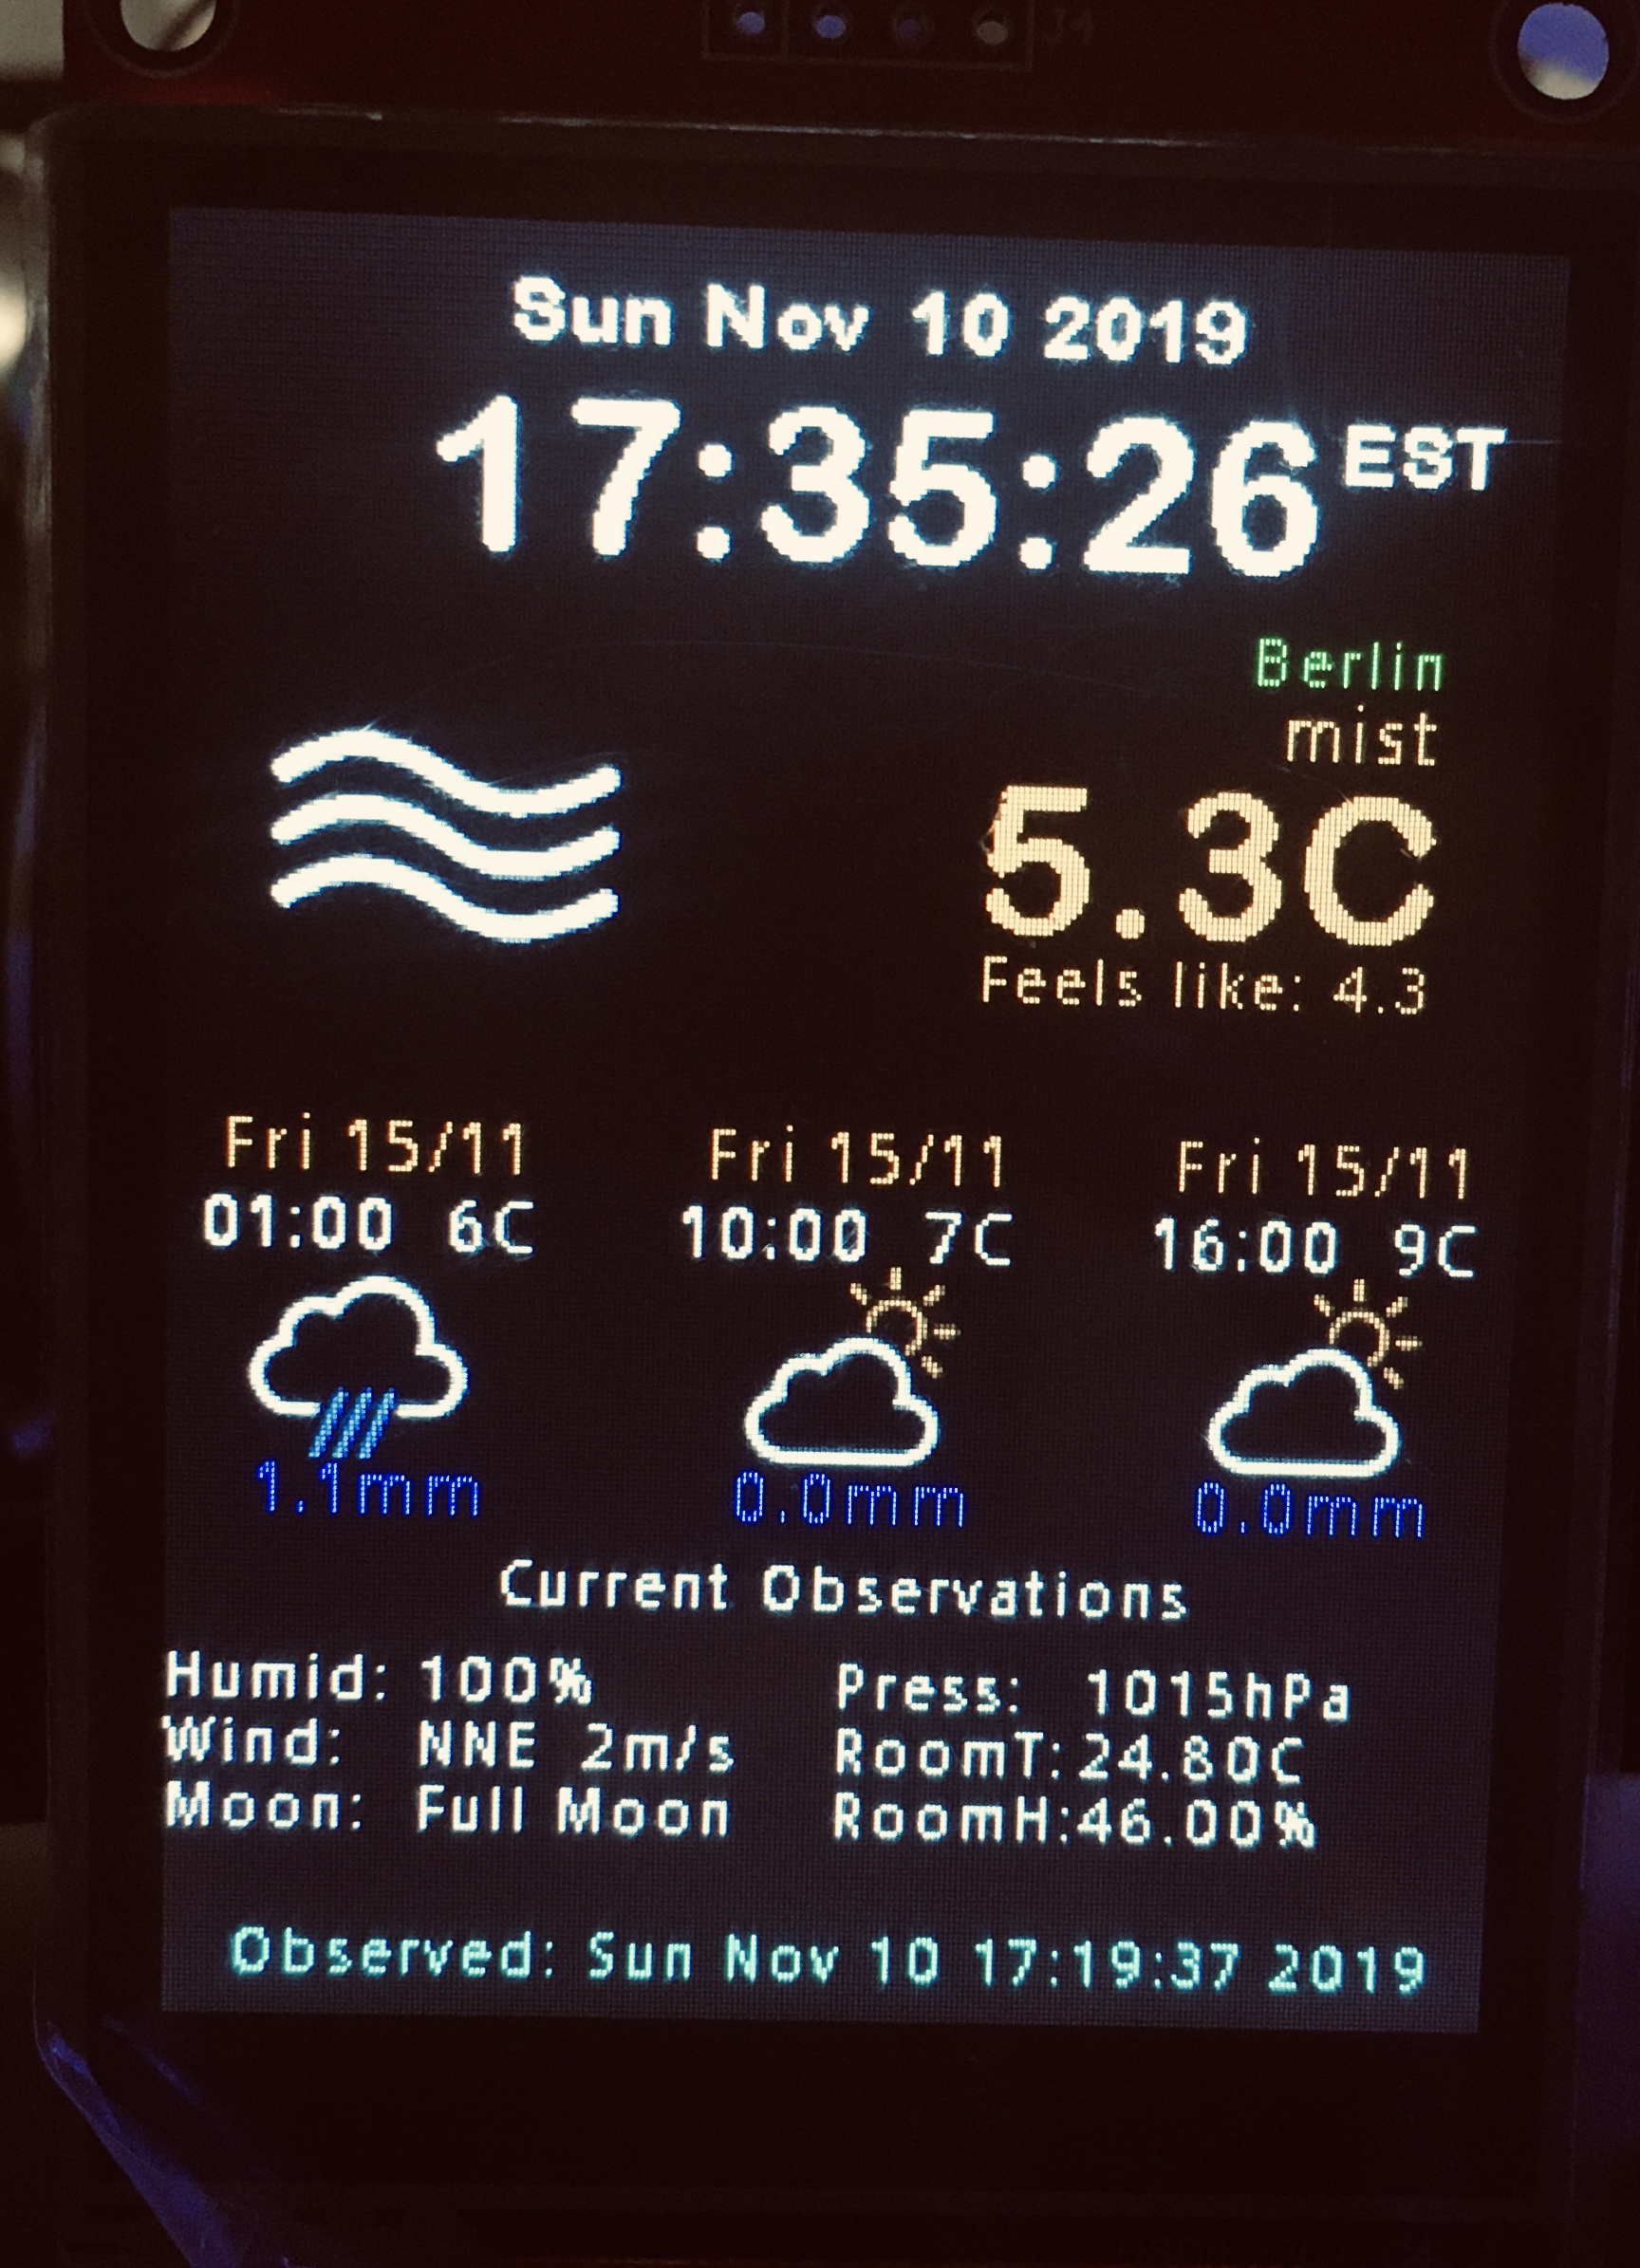 J4
Sun Nov 10 2019
17:35:26 EST
Berlin
mist
5.3C
Feels like: 4.3
Fri 15/11 Fri 15/11 Fri 15/11
01:00 6C 10:00 7C 16:00 9C
1.1mm 0.0mm 0.0mm
Current Observations
Humid: 100% Press: 1015hPa
Wind: NNE 2m/s RoomT:24.80C
Moon: Full Moon RoomH:46.00%
Observed: Sun Nov 10 17:19:37 2019